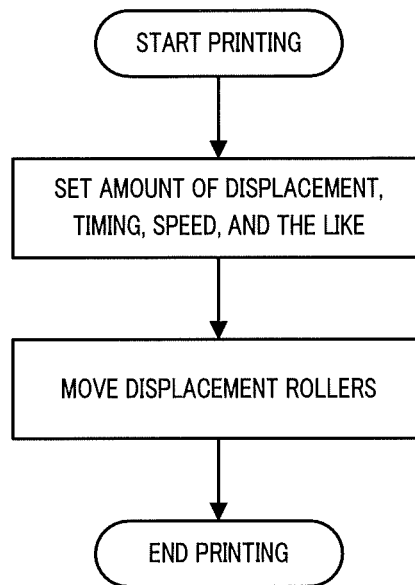 START PRINTING
SET AMOUNT OF DISPLACEMENT,
TIMING, SPEED, AND THE LIKE
MOVE DISPLACEMENT ROLLERS
END PRINTING